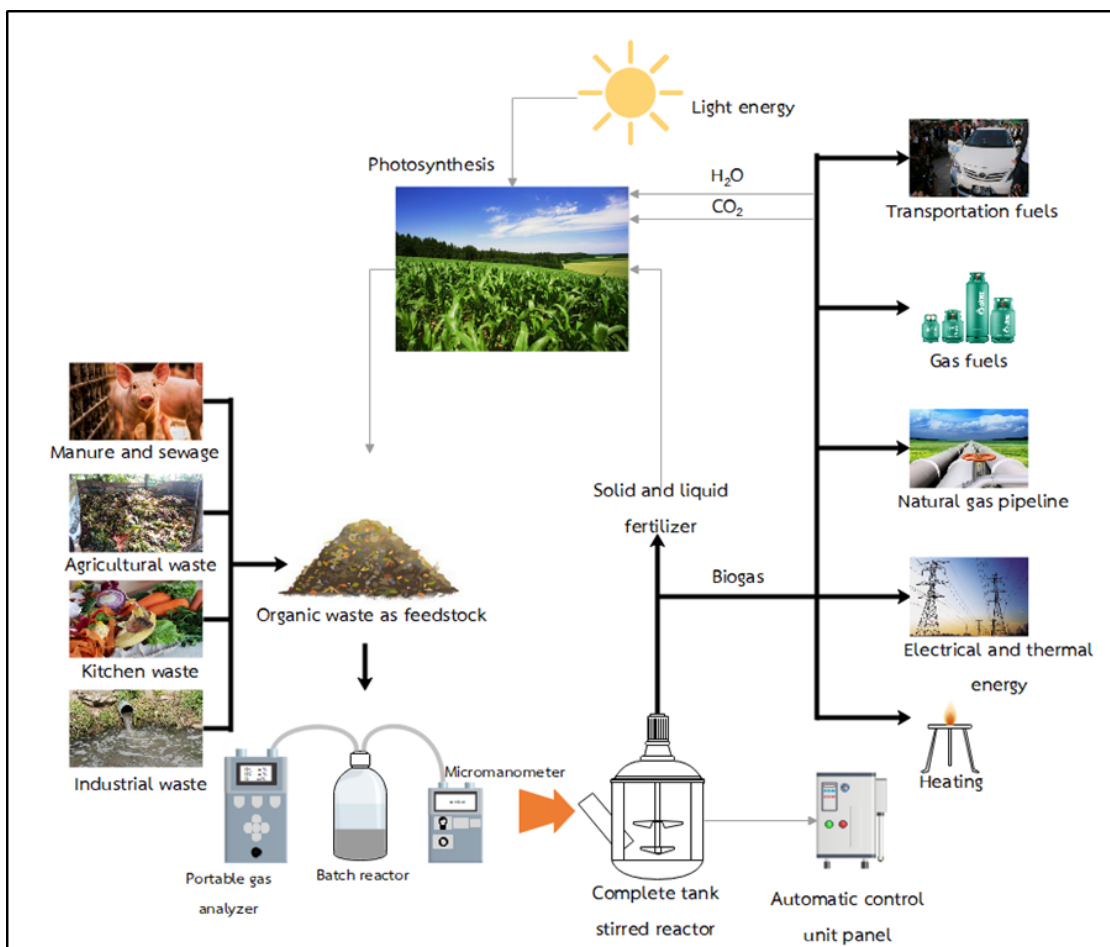 Light energy
Photosynthesis
H₂O
CO₂
Transportation fuels
Gas fuels
Manure and sewage
Natural gas pipeline
Solid and liquid
fertilizer
Agricultural waste
Biogas
Organic waste as feedstock
Electrical and thermal
energy
Kitchen waste
Industrial waste
Micromanometer
Heating
Portable gas
analyzer
Batch reactor
Complete tank
stirred reactor
Automatic control
unit panel